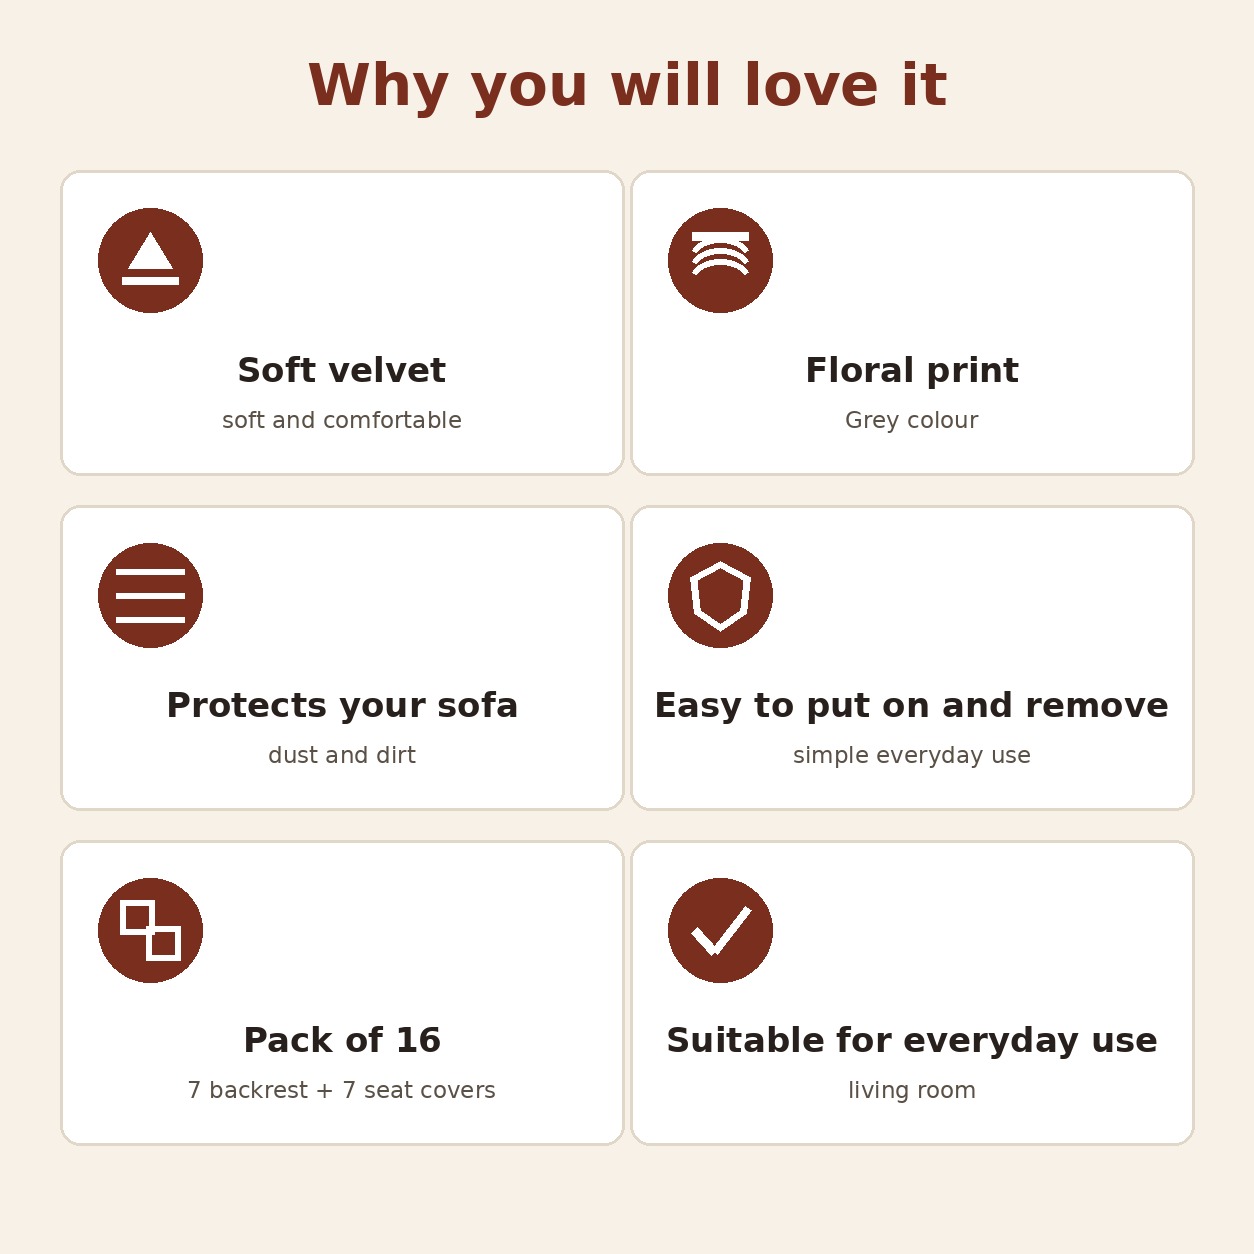 Why you will love it
Soft velvet
soft and comfortable
Floral print
Grey colour
Protects your sofa
dust and dirt
Easy to put on and remove
simple everyday use
Pack of 16
7 backrest + 7 seat covers
Suitable for everyday use
living room